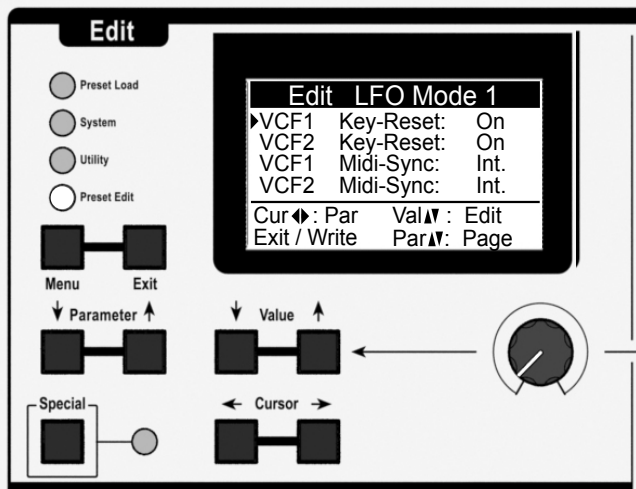 Edit
Preset Load
System
Utility
Preset Edit
Edit LFO Mode 1
VCF1 Key-Reset: On
VCF2 Key-Reset: On
VCF1 Midi-Sync: Int.
VCF2 Midi-Sync: Int.
Cur : Par Val : Edit
Exit / Write Par : Page
Menu Exit
Parameter
Value
Special
Cursor